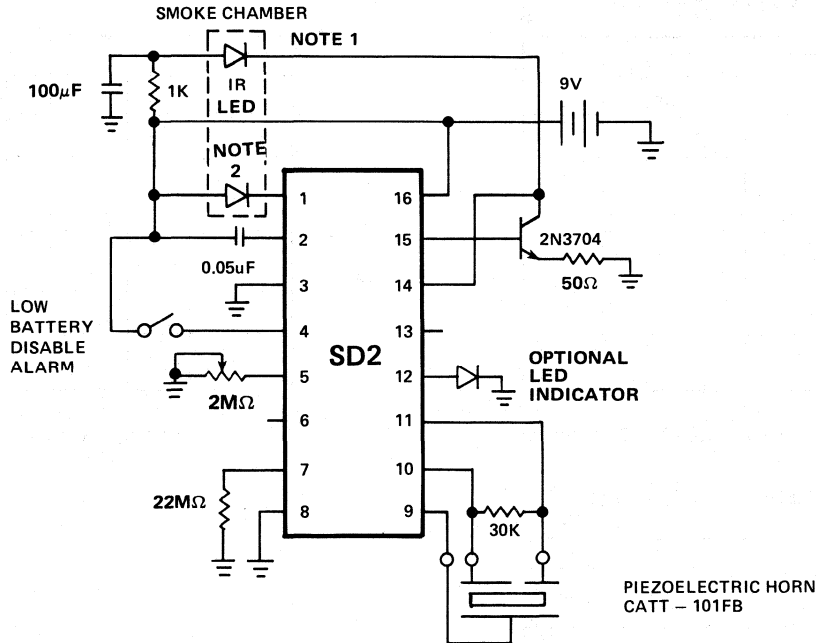 SMOKE CHAMBER
NOTE 1
100μF
1K
IR
LED
9V
NOTE
2
1
16
2
15
2N3704
0.05uF
50Ω
3
14
LOW
BATTERY
DISABLE
ALARM
4
13
SD2
OPTIONAL
LED
INDICATOR
5
12
2MΩ
6
11
7
10
22MΩ
8
9
30K
PIEZOELECTRIC HORN
CATT – 101FB